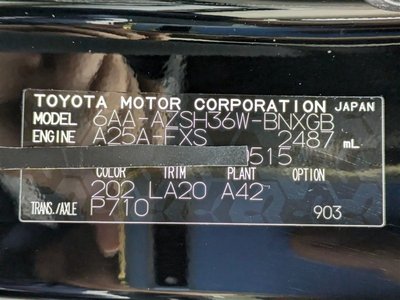 TOYOTA MOTOR CORPORATION JAPAN
MODEL 6AA-AZSH36W-BNXGB
ENGINE A25A-FXS 2487 mL
515
COLOR TRIM PLANT OPTION
202 LA20 A42
TRANS./AXLE P710 903